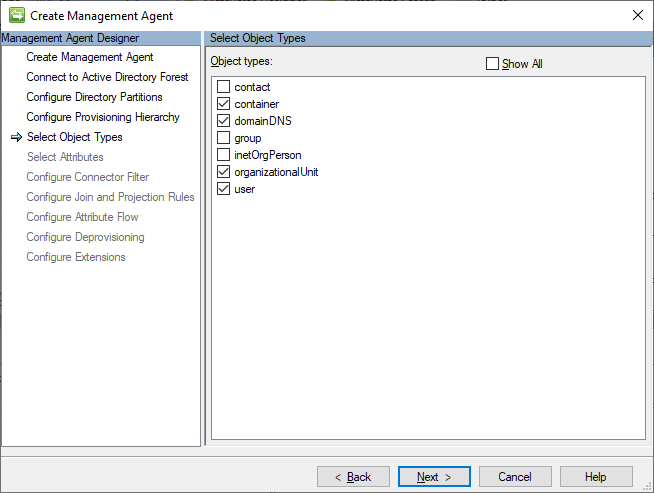 Create Management Agent
Management Agent Designer
Create Management Agent
Connect to Active Directory Forest
Configure Directory Partitions
Configure Provisioning Hierarchy
Select Object Types
Select Attributes
Configure Connector Filter
Configure Join and Projection Rules
Configure Attribute Flow
Configure Deprovisioning
Configure Extensions
Select Object Types
Object types:
Show All
contact
container
domainDNS
group
inetOrgPerson
organizationalUnit
user
< Back
Next >
Cancel
Help